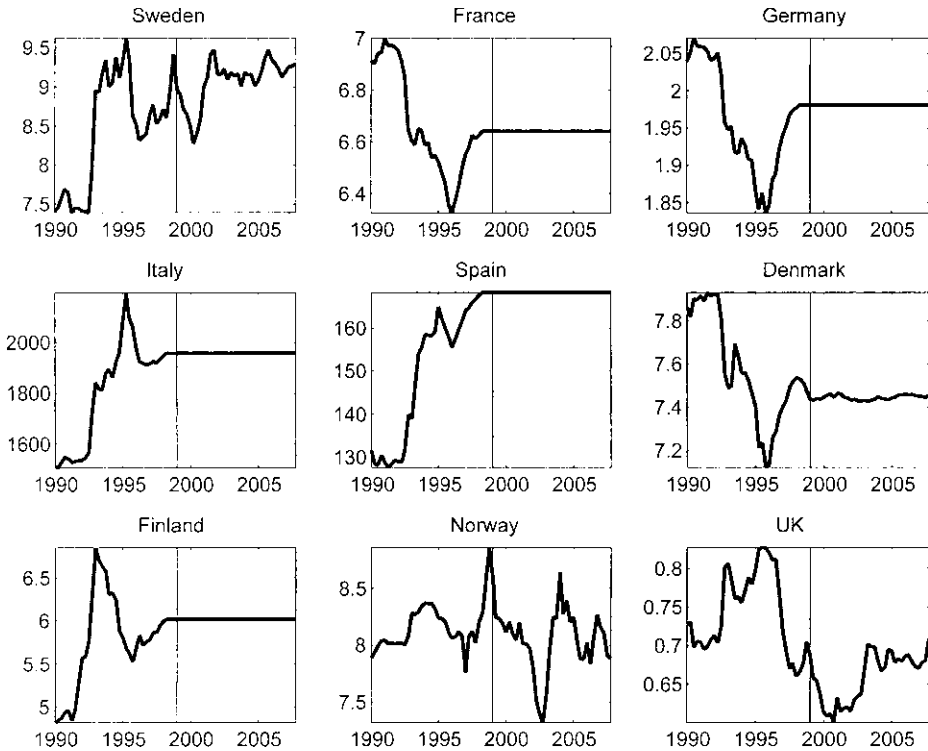 Sweden
9.5
9
8.5
8
7.5
1990 1995 2000 2005
France
7
6.8
6.6
6.4
1990 1995 2000 2005
Germany
2.05
2
1.95
1.9
1.85
1990 1995 2000 2005
Italy
2000
1800
1600
1990 1995 2000 2005
Spain
160
150
140
130
1990 1995 2000 2005
Denmark
7.8
7.6
7.4
7.2
1990 1995 2000 2005
Finland
6.5
6
5.5
5
1990 1995 2000 2005
Norway
8.5
8
7.5
1990 1995 2000 2005
UK
0.8
0.75
0.7
0.65
1990 1995 2000 2005